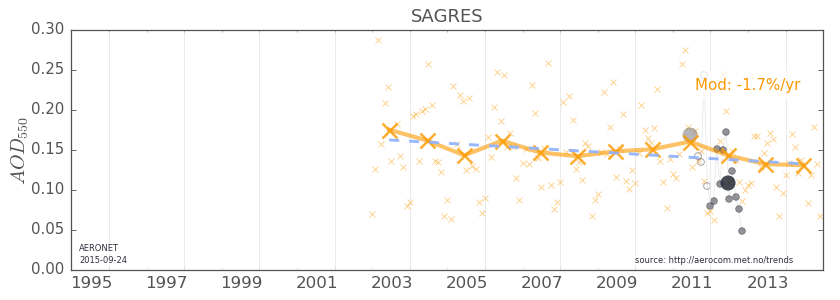 SAGRES
0.30
0.25
0.20
0.15
0.10
0.05
0.00
AOD550
Mod: -1.7%/yr
AERONET
2015-09-24
source: http://aerocom.met.no/trends
1995 1997 1999 2001 2003 2005 2007 2009 2011 2013